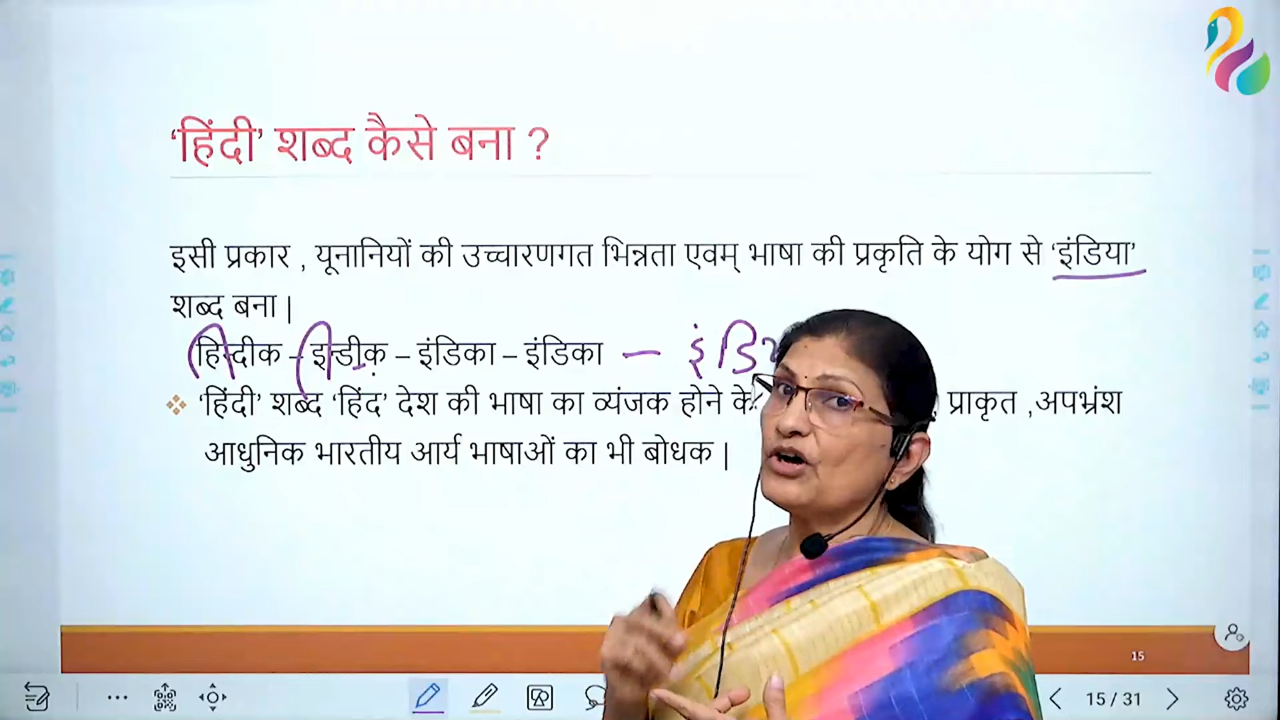 ‘हिंदी’ शब्द कैसे बना ?
इसी प्रकार , यूनानियों की उच्चारणगत भिन्नता एवम् भाषा की प्रकृति के योग से ‘इंडिया’
शब्द बना |
हिन्दीक – इन्डीक़ – इंडिका – इंडिका —
❖ ‘हिंदी’ शब्द ‘हिंद’ देश की भाषा का व्यंजक होने के प्राकृत ,अपभ्रंश
आधुनिक भारतीय आर्य भाषाओं का भी बोधक |
15
15 / 31